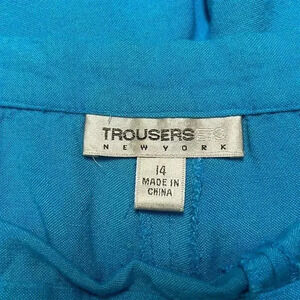 TROUSERS
NEW YORK
14
MADE IN
CHINA